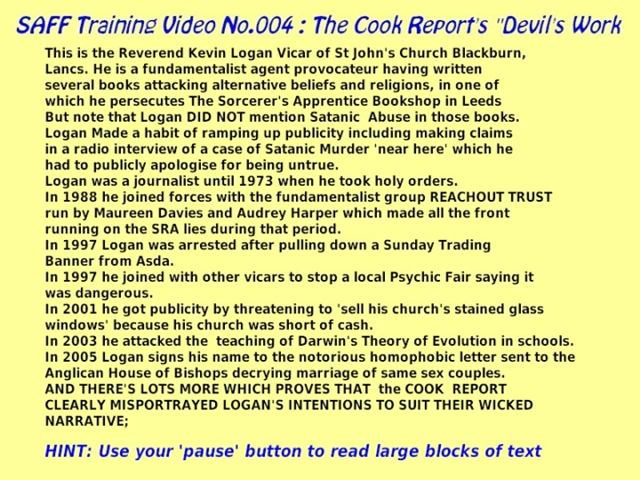 SAFF Training Video No.004 : The Cook Report's "Devil's Work
This is the Reverend Kevin Logan Vicar of St John's Church Blackburn,
Lancs. He is a fundamentalist agent provocateur having written
several books attacking alternative beliefs and religions, in one of
which he persecutes The Sorcerer's Apprentice Bookshop in Leeds
But note that Logan DID NOT mention Satanic  Abuse in those books.
Logan Made a habit of ramping up publicity including making claims
in a radio interview of a case of Satanic Murder 'near here' which he
had to publicly apologise for being untrue.
Logan was a journalist until 1973 when he took holy orders.
In 1988 he joined forces with the fundamentalist group REACHOUT TRUST
run by Maureen Davies and Audrey Harper which made all the front
running on the SRA lies during that period.
In 1997 Logan was arrested after pulling down a Sunday Trading
Banner from Asda.
In 1997 he joined with other vicars to stop a local Psychic Fair saying it
was dangerous.
In 2001 he got publicity by threatening to 'sell his church's stained glass
windows' because his church was short of cash.
In 2003 he attacked the  teaching of Darwin's Theory of Evolution in schools.
In 2005 Logan signs his name to the notorious homophobic letter sent to the
Anglican House of Bishops decrying marriage of same sex couples.
AND THERE'S LOTS MORE WHICH PROVES THAT  the COOK  REPORT
CLEARLY MISPORTRAYED LOGAN'S INTENTIONS TO SUIT THEIR WICKED
NARRATIVE;
HINT: Use your 'pause' button to read large blocks of text